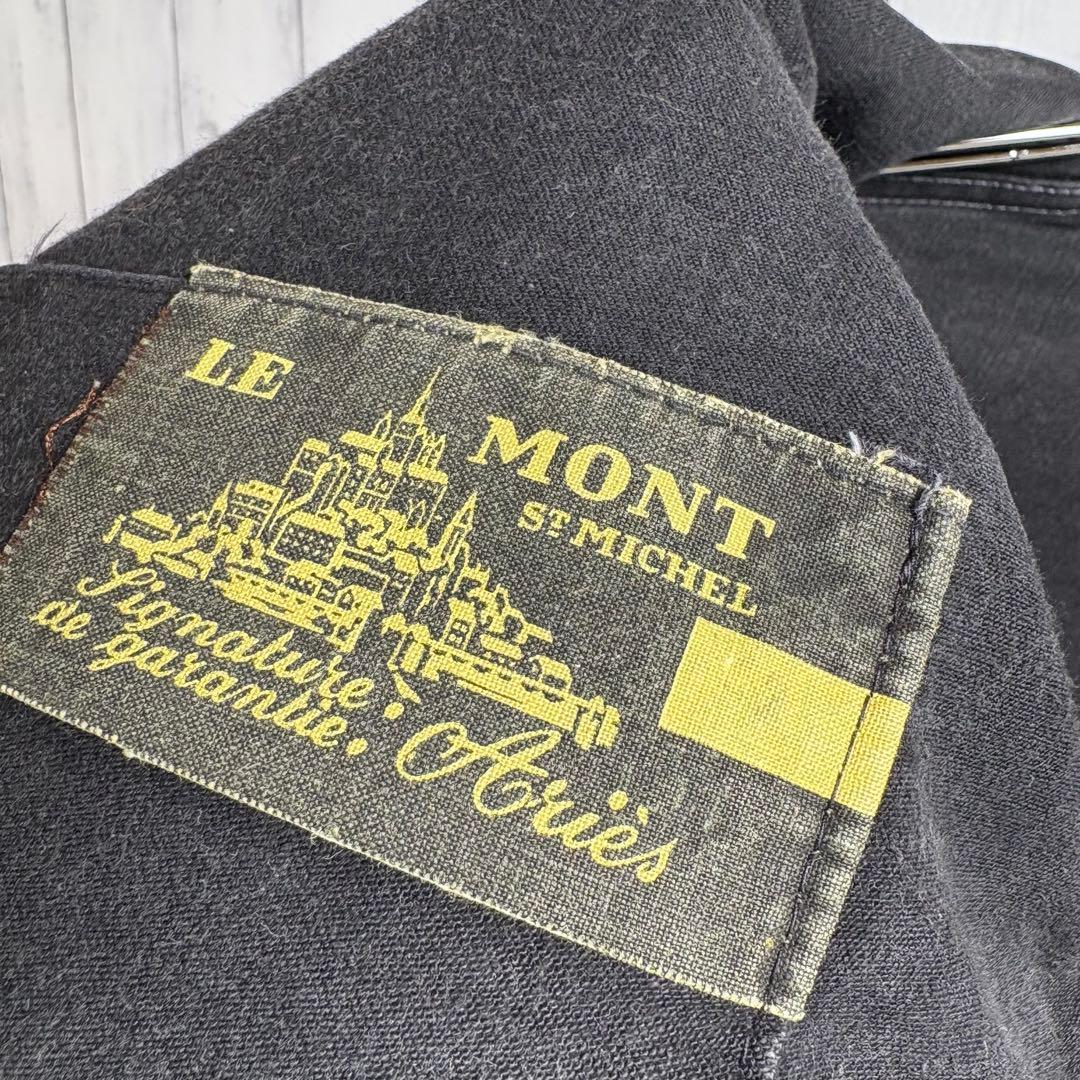 LE MONT
ST MICHEL
Signature :
de garantie : Ariès